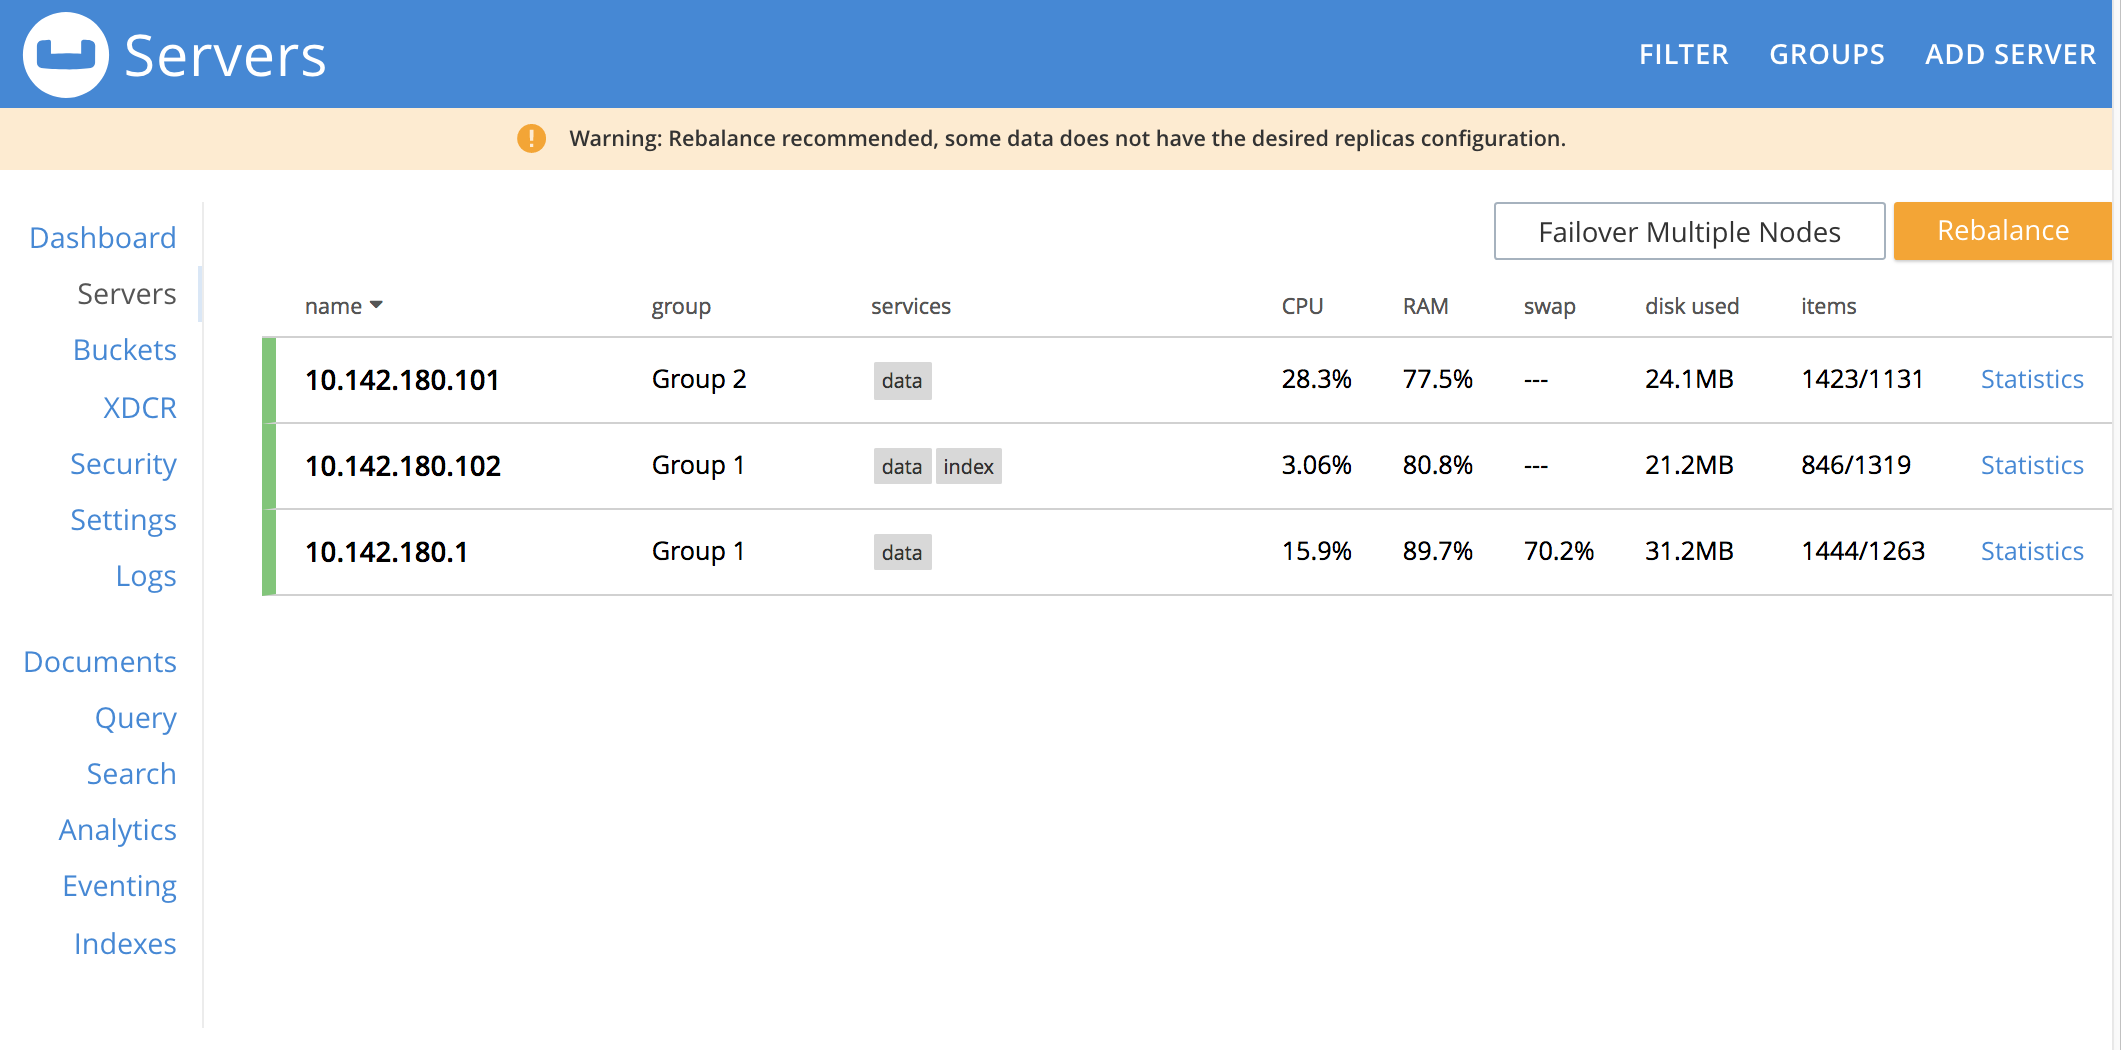 Servers
FILTER GROUPS ADD SERVER
Warning: Rebalance recommended, some data does not have the desired replicas configuration.
Dashboard
Servers
Buckets
XDCR
Security
Settings
Logs
Documents
Query
Search
Analytics
Eventing
Indexes
Failover Multiple Nodes Rebalance
name group services CPU RAM swap disk used items
10.142.180.101 Group 2 data 28.3% 77.5% --- 24.1MB 1423/1131 Statistics
10.142.180.102 Group 1 data index 3.06% 80.8% --- 21.2MB 846/1319 Statistics
10.142.180.1 Group 1 data 15.9% 89.7% 70.2% 31.2MB 1444/1263 Statistics